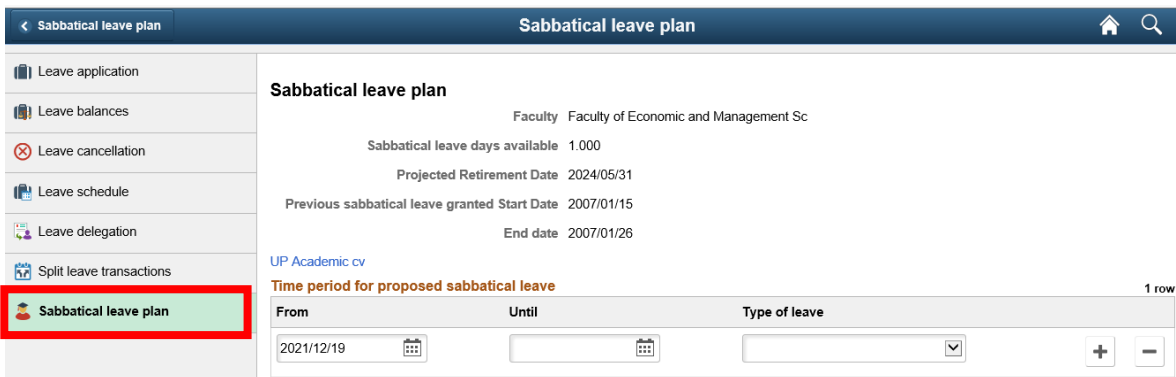 Sabbatical leave plan
Sabbatical leave plan
Leave application
Leave balances
Leave cancellation
Leave schedule
Leave delegation
Split leave transactions
Sabbatical leave plan
Sabbatical leave plan
Faculty Faculty of Economic and Management Sc
Sabbatical leave days available 1.000
Projected Retirement Date 2024/05/31
Previous sabbatical leave granted Start Date 2007/01/15
End date 2007/01/26
UP Academic cv
Time period for proposed sabbatical leave 1 row
From Until Type of leave
2021/12/19